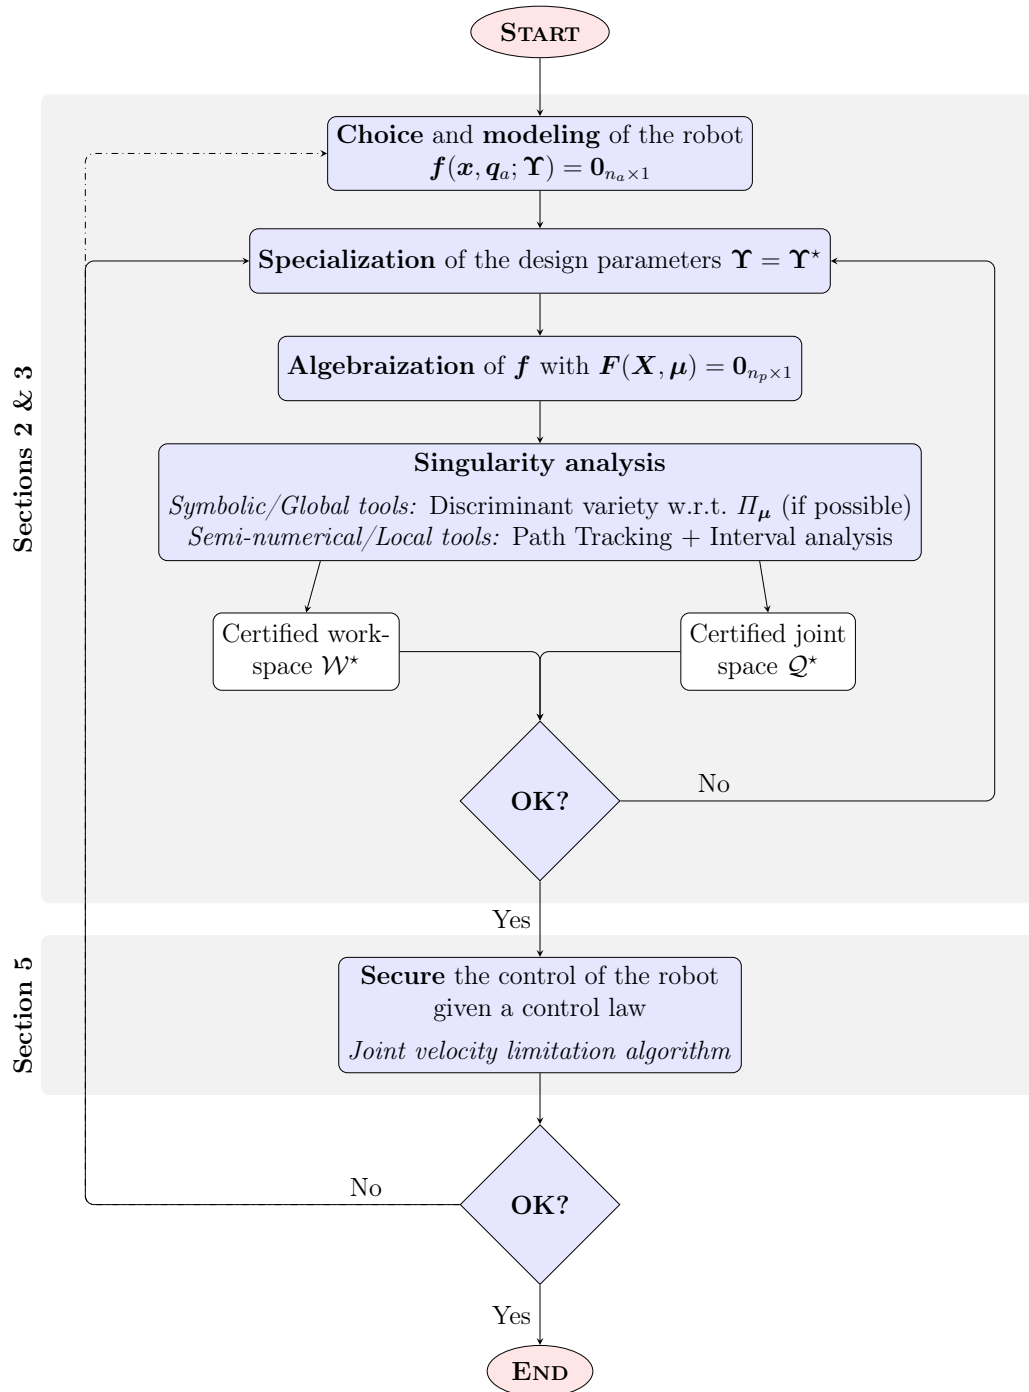 START
Choice and modeling of the robot
f(x, q_a; Υ) = 0_{n_a×1}
Specialization of the design parameters Υ = Υ⋆
Algebraization of f with F(X, μ) = 0_{n_p×1}
Singularity analysis
Symbolic/Global tools: Discriminant variety w.r.t. Π_μ (if possible)
Semi-numerical/Local tools: Path Tracking + Interval analysis
Certified work-
space 𝒲⋆
Certified joint
space 𝒬⋆
Sections 2 & 3
OK?
No
Yes
Secure the control of the robot
given a control law
Joint velocity limitation algorithm
Section 5
OK?
No
Yes
END